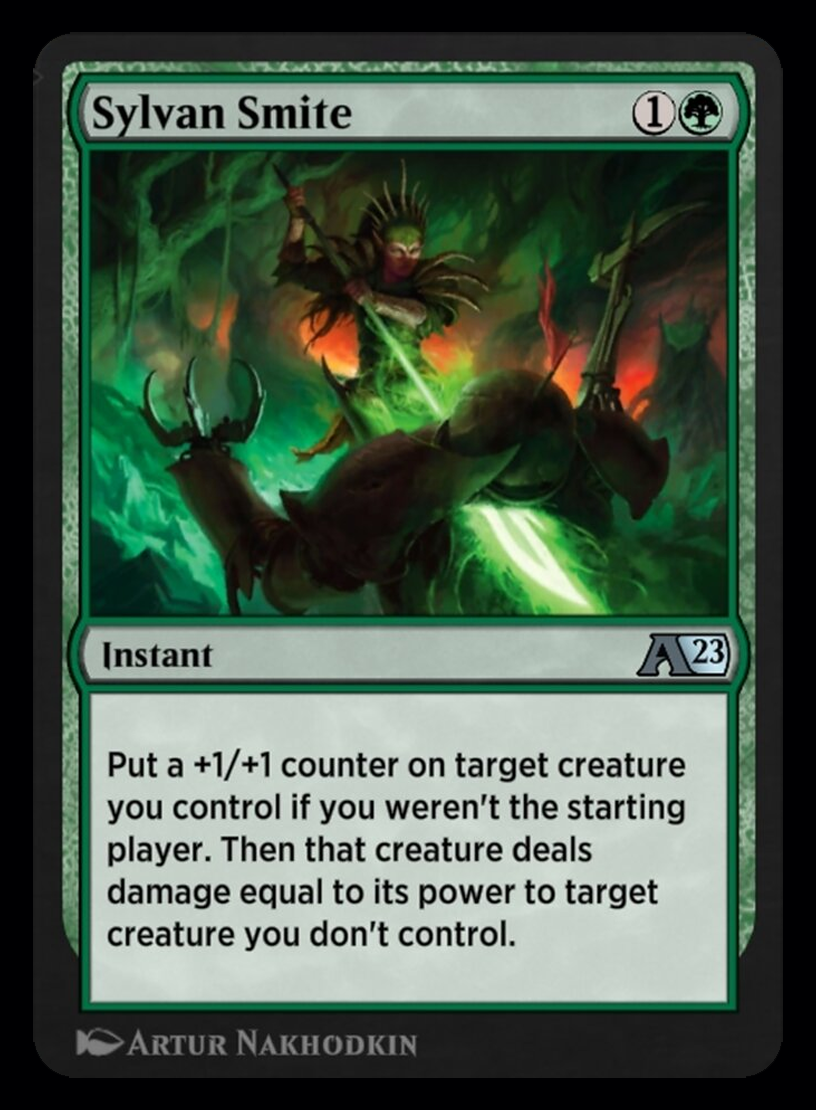 Sylvan Smite 1
Instant A23
Put a +1/+1 counter on target creature
you control if you weren't the starting
player. Then that creature deals
damage equal to its power to target
creature you don't control.
ARTUR NAKHODKIN